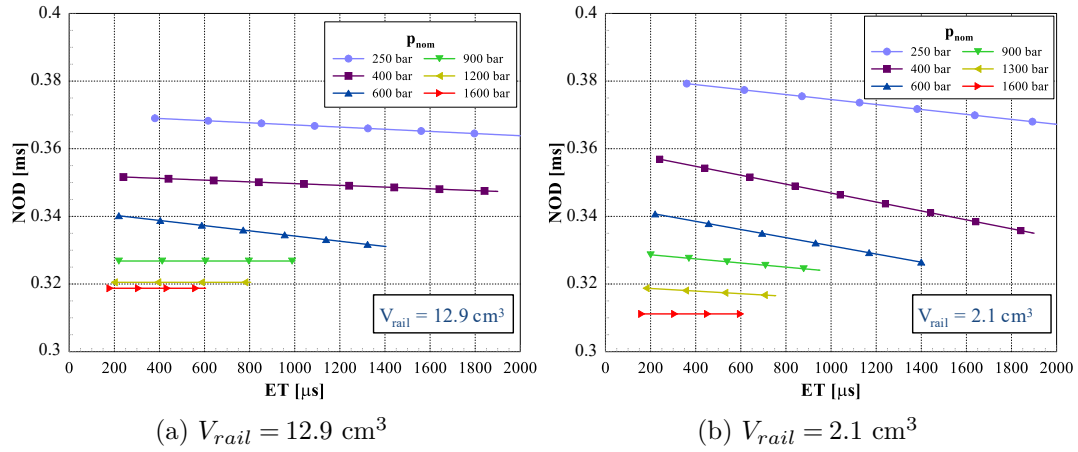 0.4
0.38
0.36
0.34
0.32
0.3
NOD [ms]
p_nom
250 bar 900 bar
400 bar 1200 bar
600 bar 1600 bar
V_rail = 12.9 cm³
0 200 400 600 800 1000 1200 1400 1600 1800 2000
ET [μs]
(a) V_rail = 12.9 cm³
0.4
0.38
0.36
0.34
0.32
0.3
NOD [ms]
p_nom
250 bar 900 bar
400 bar 1300 bar
600 bar 1600 bar
V_rail = 2.1 cm³
0 200 400 600 800 1000 1200 1400 1600 1800 2000
ET [μs]
(b) V_rail = 2.1 cm³